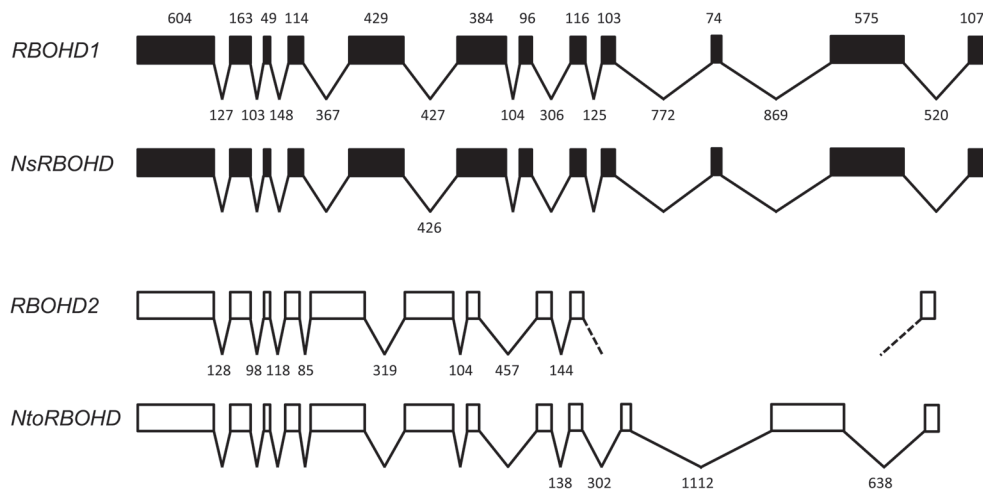 604 163 49 114 429 384 96 116 103 74 575 107
RBOHD1
127 103 148 367 427 104 306 125 772 869 520
NsRBOHD
426
RBOHD2
128 98 118 85 319 104 457 144
NtoRBOHD
138 302 1112 638